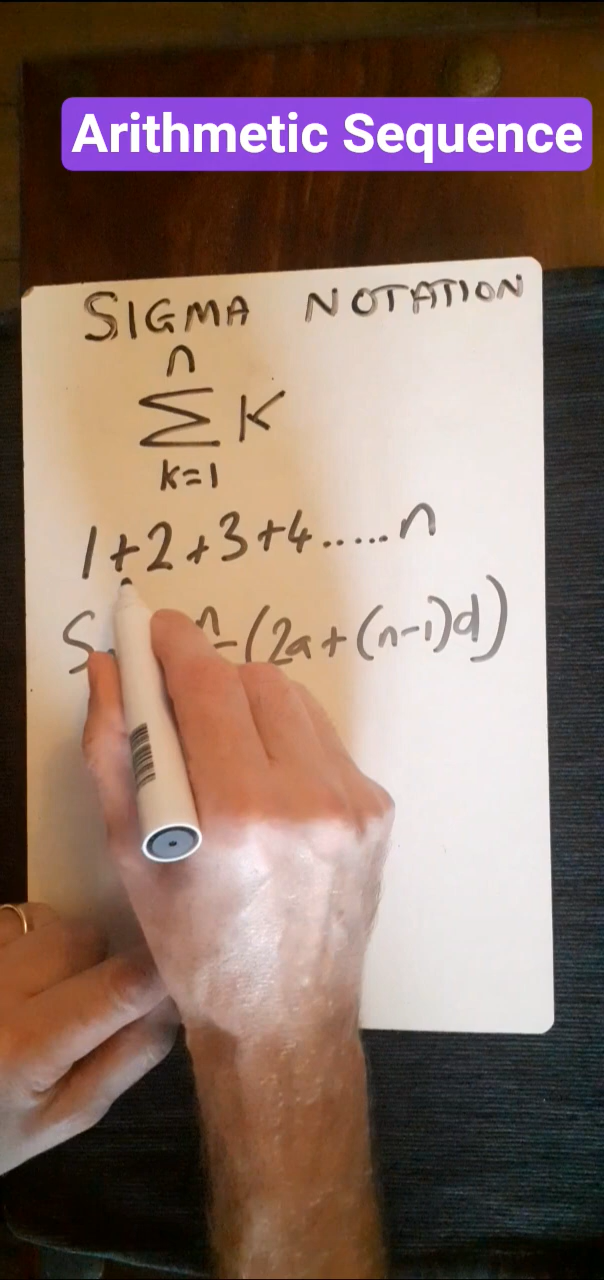 Arithmetic Sequence
SIGMA NOTATION
n
Σ K
k=1
1+2+3+4.....n
S n (2a+(n-1)d)